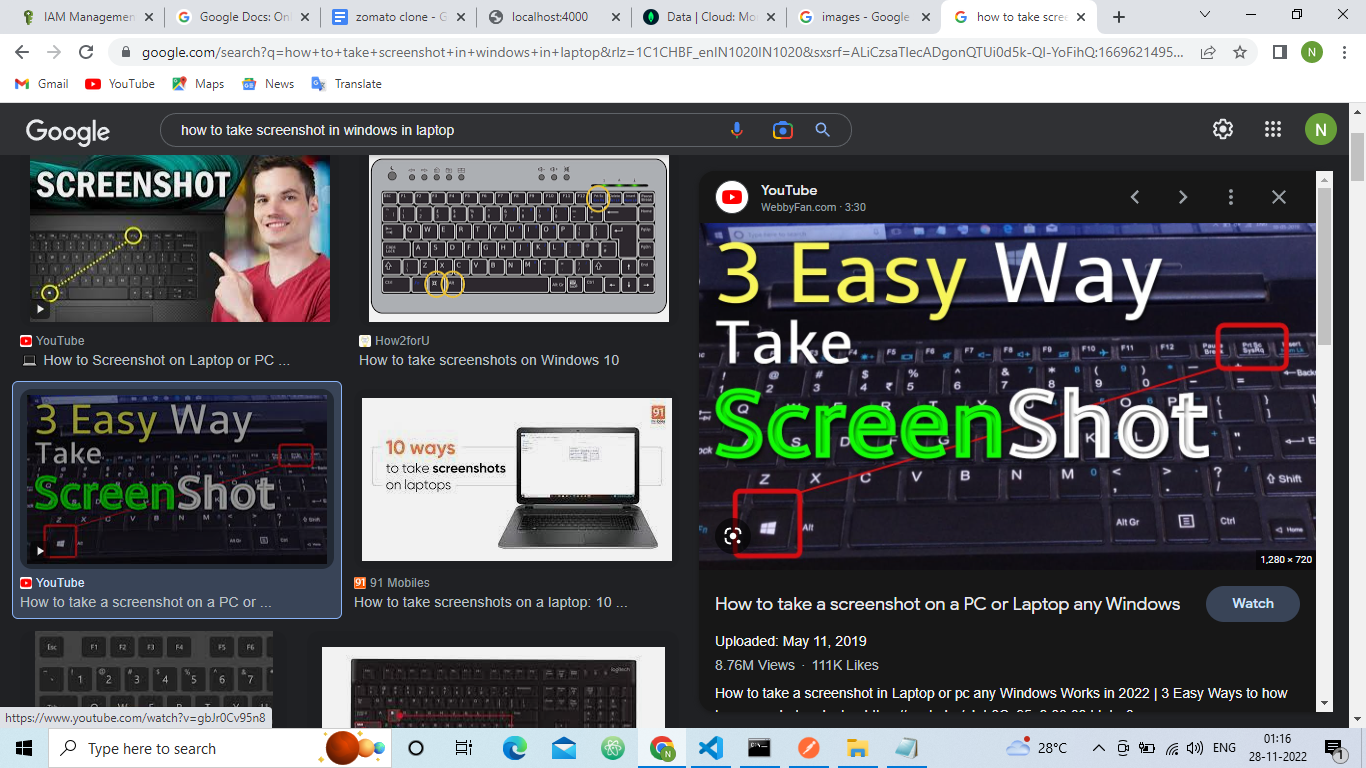 IAM Managemen
Google Docs: Onl
zomato clone - G
localhost:4000
Data | Cloud: Mo
images - Google
how to take scree
google.com/search?q=how+to+take+screenshot+in+windows+in+laptop&rlz=1C1CHBF_enIN1020IN1020&sxsrf=ALiCzsaTlecADgonQTUi0d5k-Ql-YoFihQ:1669621495...
N
Gmail
YouTube
Maps
News
Translate
Google
how to take screenshot in windows in laptop
N
SCREENSHOT
YouTube
How to Screenshot on Laptop or PC ...
How2forU
How to take screenshots on Windows 10
3 Easy Way
Take
ScreenShot
YouTube
How to take a screenshot on a PC or ...
91
10 ways
to take screenshots
on laptops
91 Mobiles
How to take screenshots on a laptop: 10 ...
logitech
https://www.youtube.com/watch?v=gbJr0Cv95n8
YouTube
WebbyFan.com · 3:30
3 Easy Way
Take
ScreenShot
1,280 × 720
How to take a screenshot on a PC or Laptop any Windows
Watch
Uploaded: May 11, 2019
8.76M Views · 111K Likes
How to take a screenshot in Laptop or pc any Windows Works in 2022 | 3 Easy Ways to how
Type here to search
28°C
ENG
01:16
28-11-2022
1